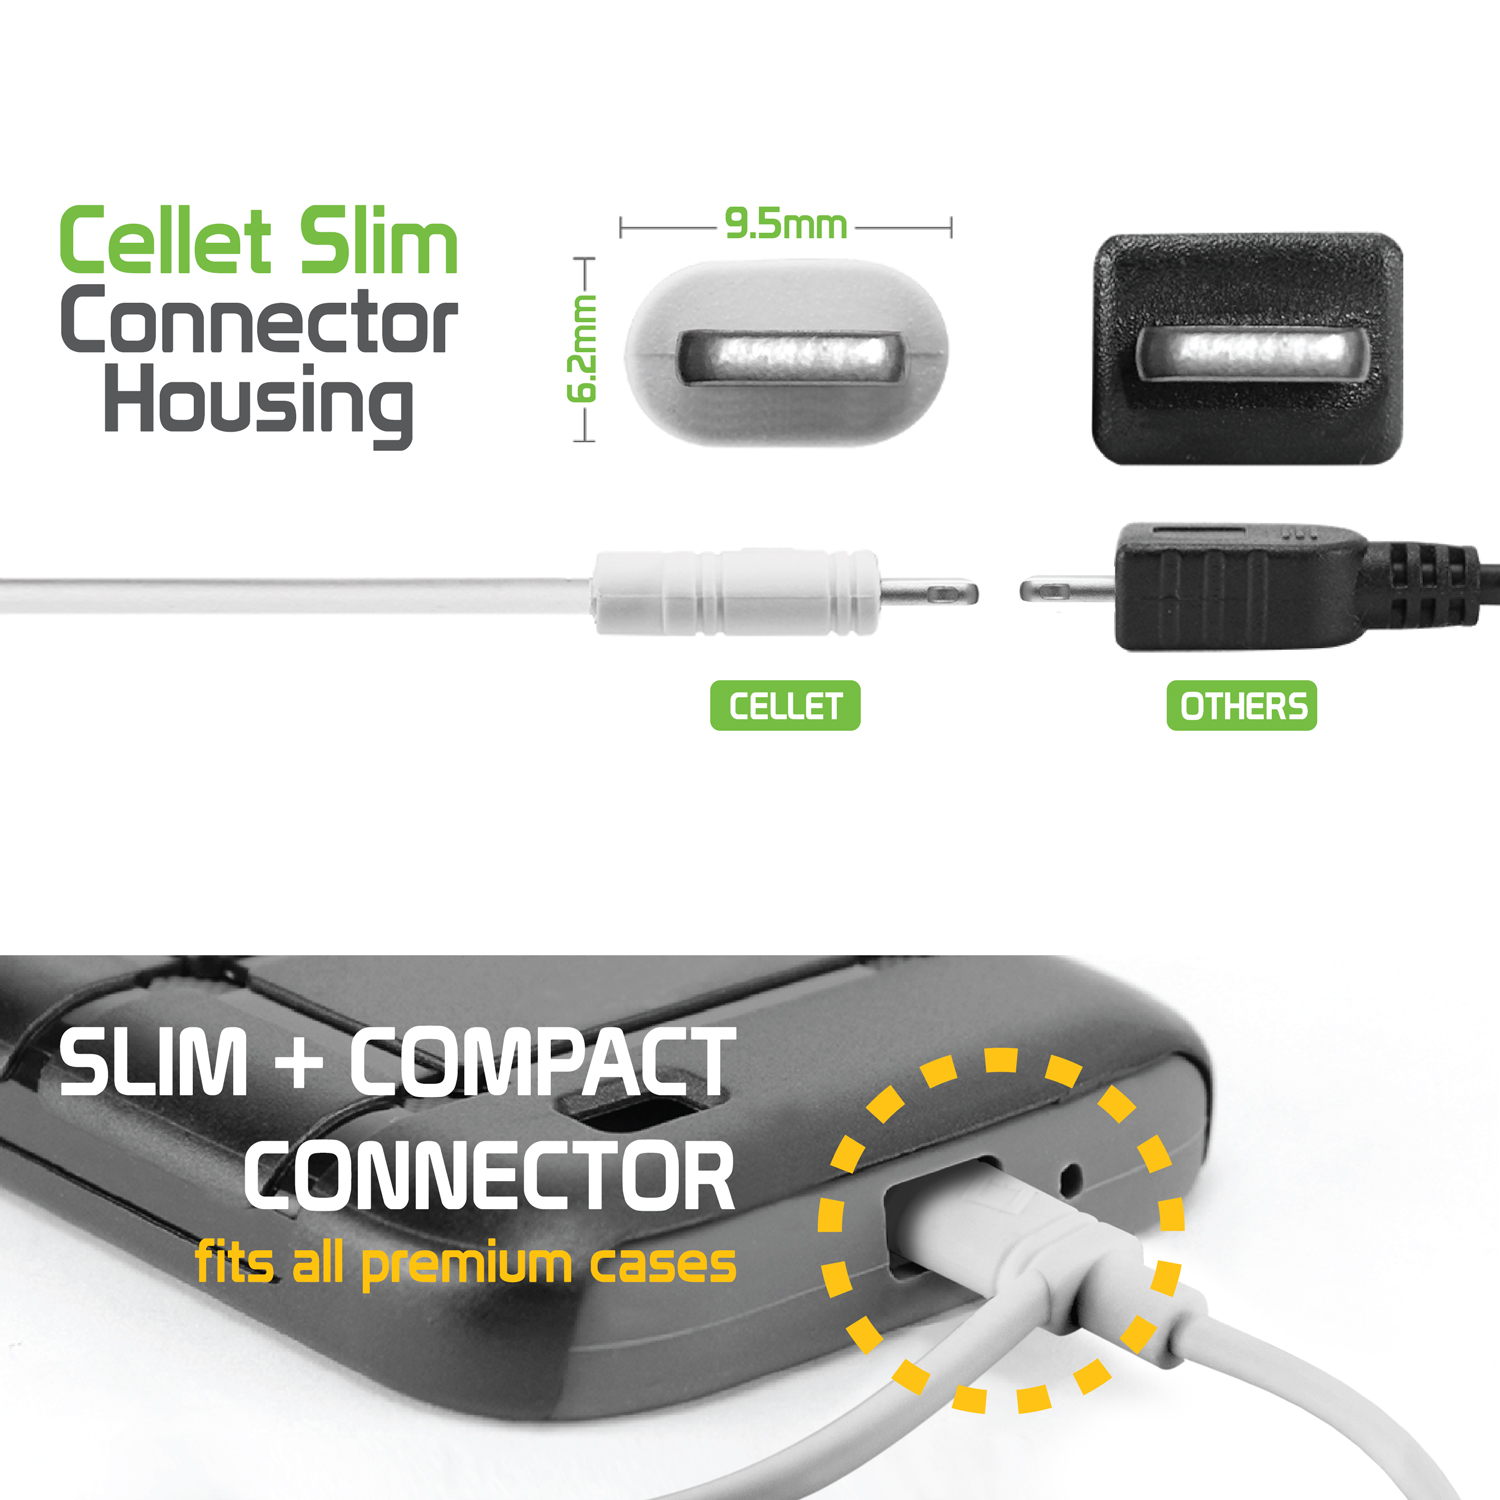 Cellet Slim
Connector
Housing
9.5mm
6.2mm
CELLET
OTHERS
SLIM + COMPACT
CONNECTOR
fits all premium cases